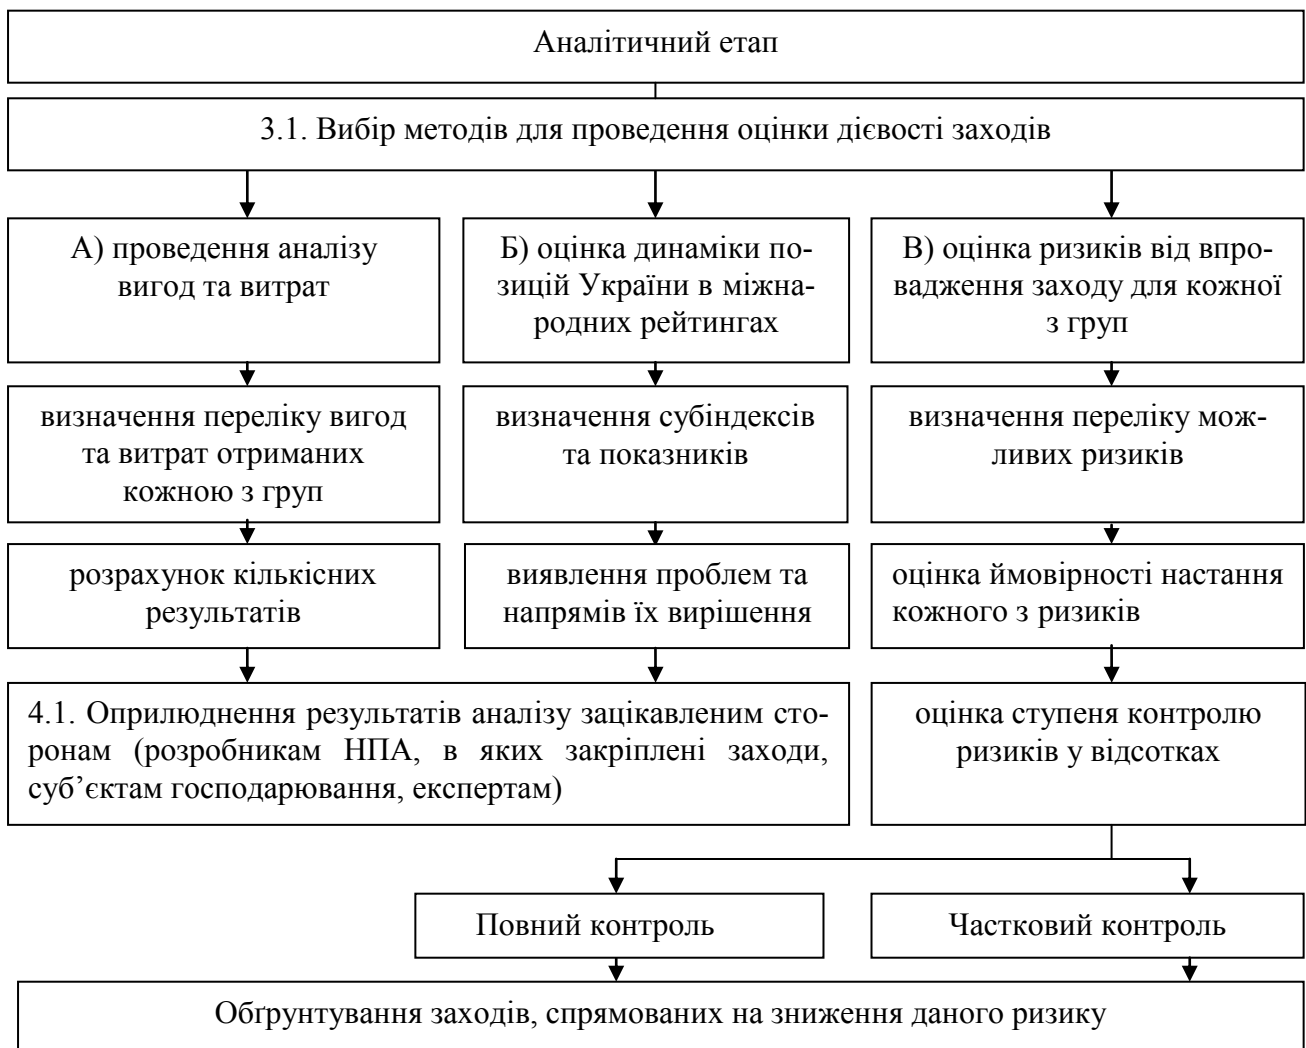 Аналітичний етап
3.1. Вибір методів для проведення оцінки дієвості заходів
А) проведення аналізу
вигод та витрат
Б) оцінка динаміки по-
зицій України в міжна-
родних рейтингах
В) оцінка ризиків від впро-
вадження заходу для кожної
з груп
визначення переліку вигод
та витрат отриманих
кожною з груп
визначення субіндексів
та показників
визначення переліку мож-
ливих ризиків
розрахунок кількісних
результатів
виявлення проблем та
напрямів їх вирішення
оцінка ймовірності настання
кожного з ризиків
4.1. Оприлюднення результатів аналізу зацікавленим сто-
ронам (розробникам НПА, в яких закріплені заходи,
суб’єктам господарювання, експертам)
оцінка ступеня контролю
ризиків у відсотках
Повний контроль
Частковий контроль
Обґрунтування заходів, спрямованих на зниження даного ризику